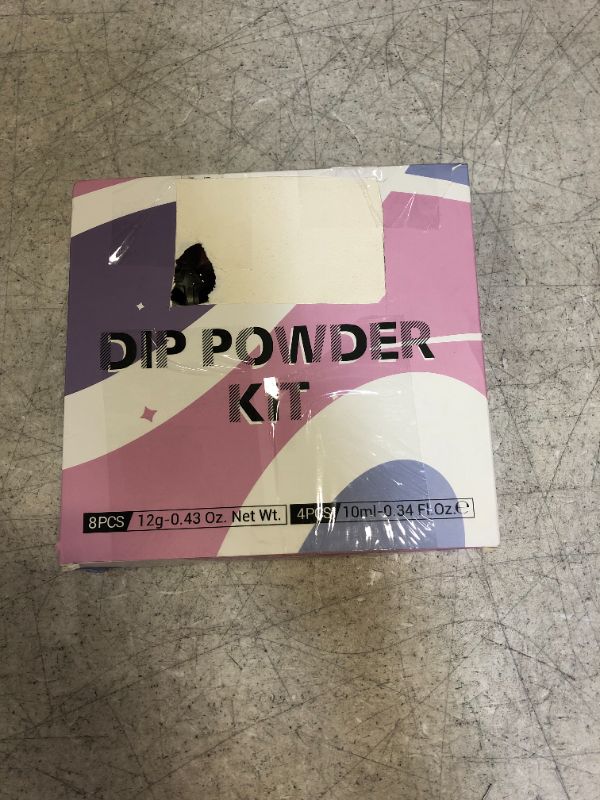 DIP POWDER
KIT
8PCS 12g-0.43 Oz. Net Wt. 4PCS 10ml-0.34 Fl.Oz.℮